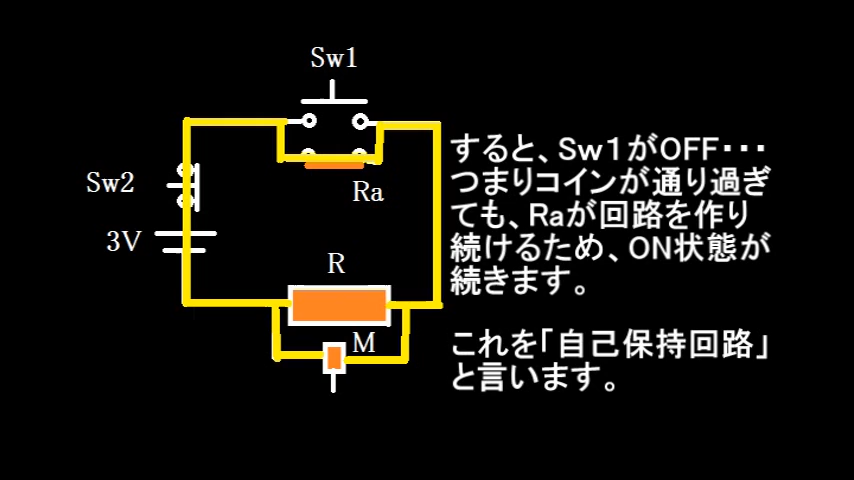 Sw1
Sw2
3V
Ra
R
M
すると、Sw１がOFF・・・
つまりコインが通り過ぎ
ても、Raが回路を作り
続けるため、ON状態が
続きます。
これを「自己保持回路」
と言います。